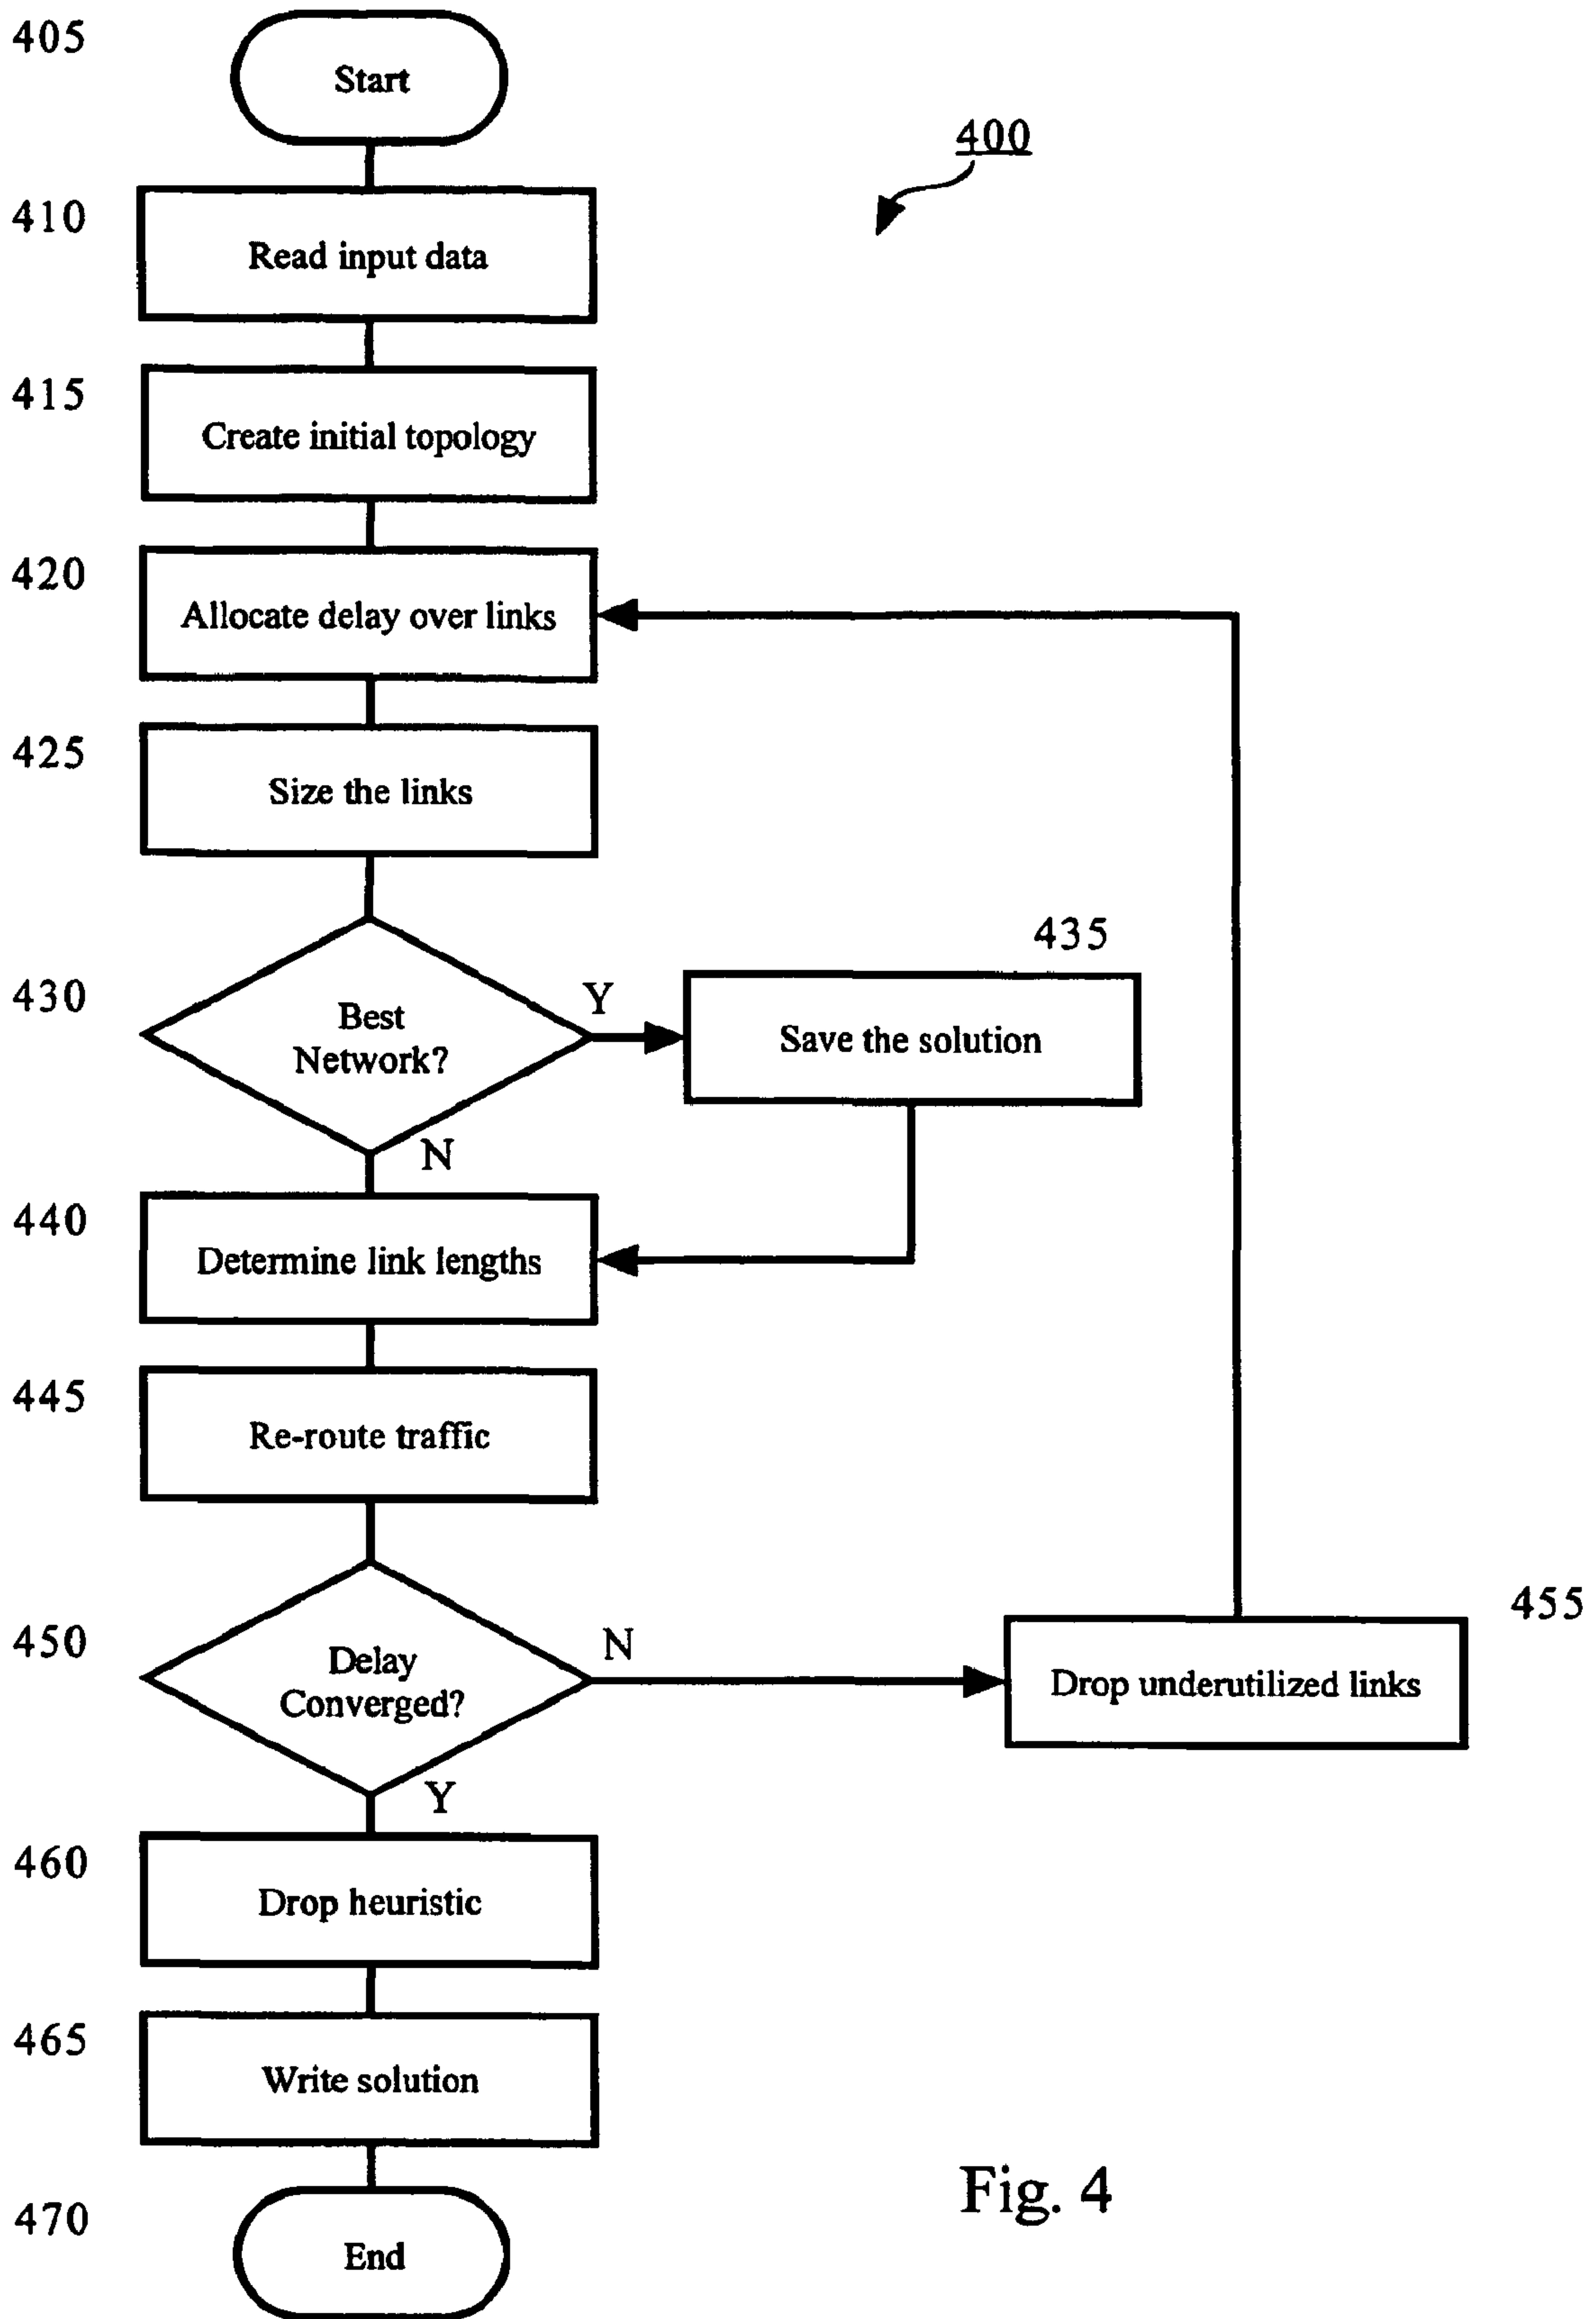 405
Start
400
410
Read input data
415
Create initial topology
420
Allocate delay over links
425
Size the links
435
430
Best
Network?
Y
Save the solution
N
440
Determine link lengths
445
Re-route traffic
455
450
Delay
Converged?
N
Drop underutilized links
Y
460
Drop heuristic
465
Write solution
470
End
Fig. 4